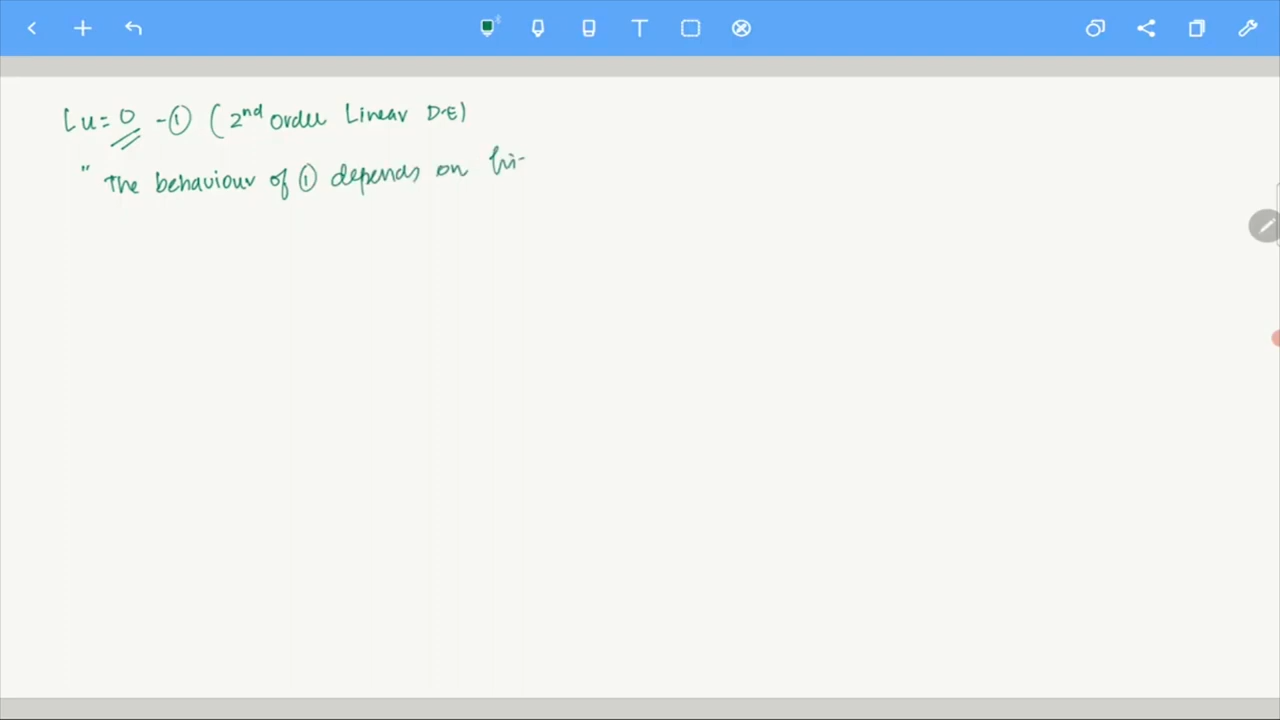 Lu=0 -① (2nd order Linear D.E)
" The behaviour of ① depends on